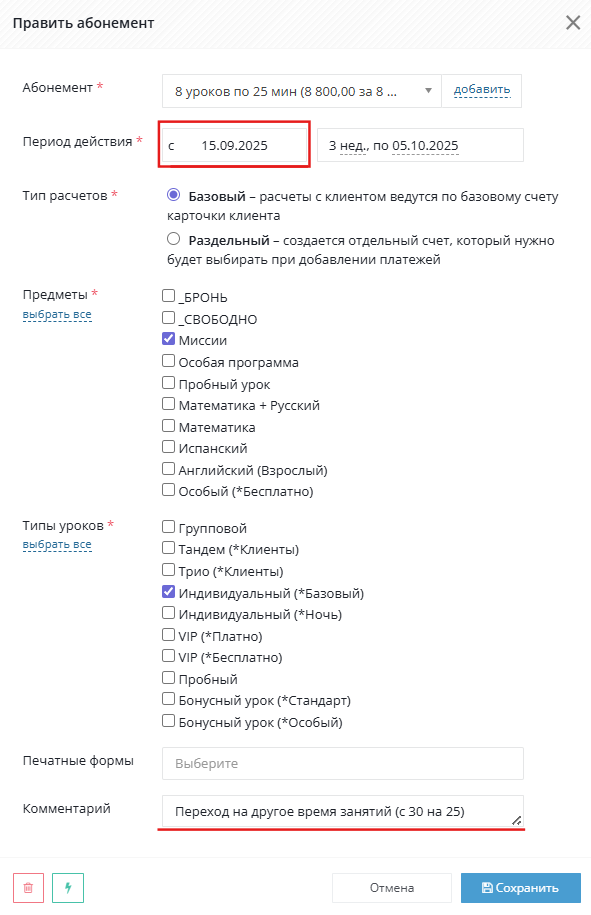 Править абонемент
Абонемент *
8 уроков по 25 мин (8 800,00 за 8 ...
добавить
Период действия *
с 15.09.2025
3 нед., по 05.10.2025
Тип расчетов *
Базовый – расчеты с клиентом ведутся по базовому счету
карточки клиента
Раздельный – создается отдельный счет, который нужно
будет выбирать при добавлении платежей
Предметы *
выбрать все
_БРОНЬ
_СВОБОДНО
Миссии
Особая программа
Пробный урок
Математика + Русский
Математика
Испанский
Английский (Взрослый)
Особый (*Бесплатно)
Типы уроков *
выбрать все
Групповой
Тандем (*Клиенты)
Трио (*Клиенты)
Индивидуальный (*Базовый)
Индивидуальный (*Ночь)
VIP (*Платно)
VIP (*Бесплатно)
Пробный
Бонусный урок (*Стандарт)
Бонусный урок (*Особый)
Печатные формы
Выберите
Комментарий
Переход на другое время занятий (с 30 на 25)
Отмена
Сохранить